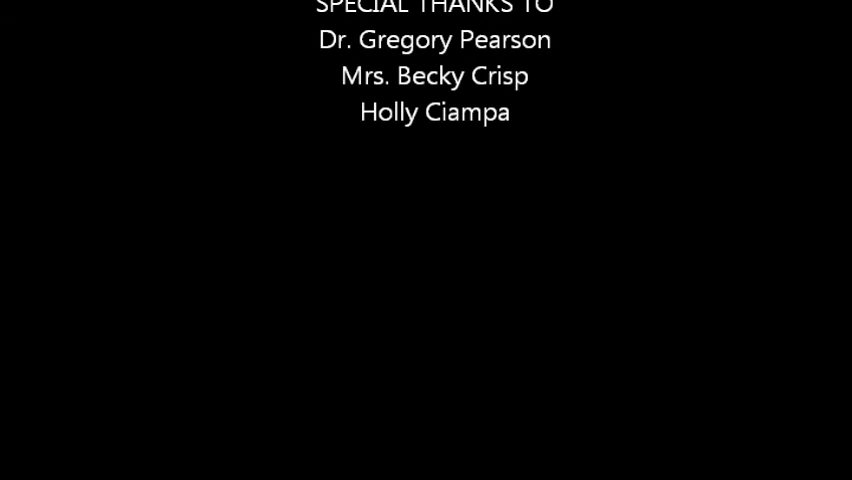 SPECIAL THANKS TO
Dr. Gregory Pearson
Mrs. Becky Crisp
Holly Ciampa